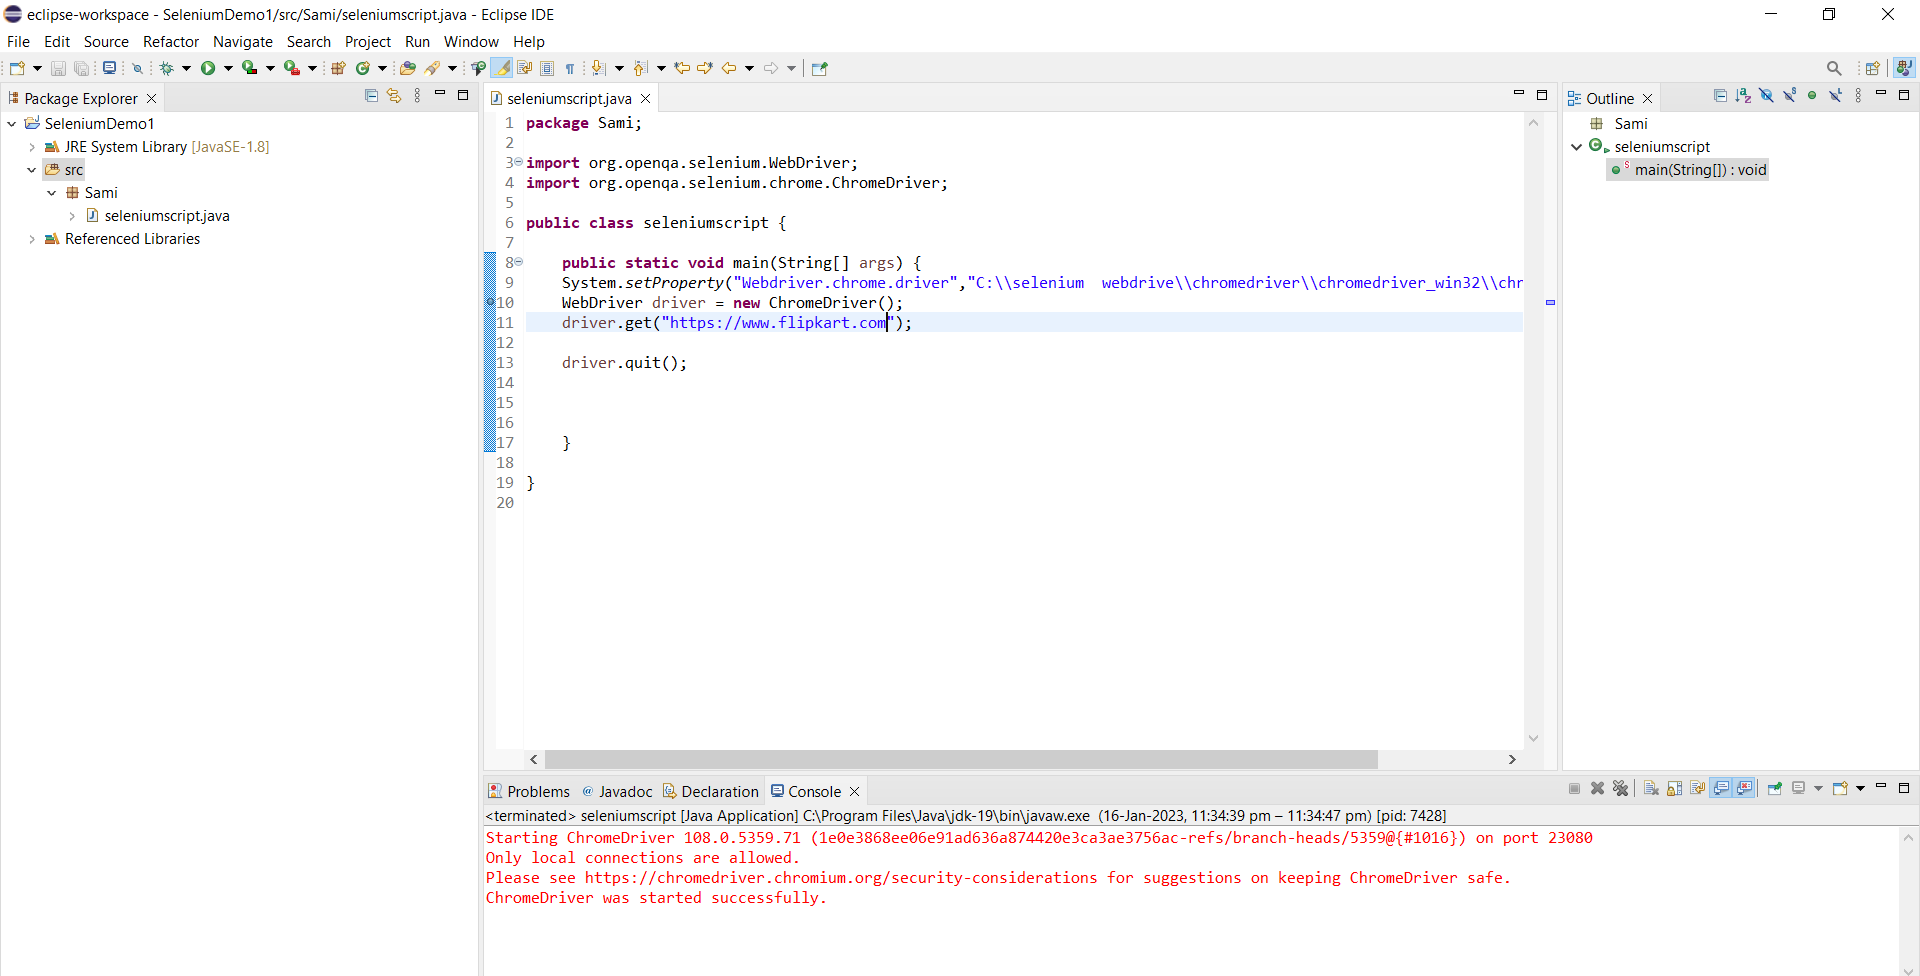 eclipse-workspace - SeleniumDemo1/src/Sami/seleniumscript.java - Eclipse IDE
File Edit Source Refactor Navigate Search Project Run Window Help
Package Explorer
SeleniumDemo1
JRE System Library [JavaSE-1.8]
src
Sami
seleniumscript.java
Referenced Libraries
seleniumscript.java
1 package Sami;
2
3 import org.openqa.selenium.WebDriver;
4 import org.openqa.selenium.chrome.ChromeDriver;
5
6 public class seleniumscript {
7
8 public static void main(String[] args) {
9 System.setProperty("Webdriver.chrome.driver","C:\\selenium  webdrive\\chromedriver\\chromedriver_win32\\chr
10 WebDriver driver = new ChromeDriver();
11 driver.get("https://www.flipkart.com");
12
13 driver.quit();
14
15
16
17 }
18
19 }
20
Outline
Sami
seleniumscript
main(String[]) : void
Problems @ Javadoc Declaration Console
<terminated> seleniumscript [Java Application] C:\Program Files\Java\jdk-19\bin\javaw.exe (16-Jan-2023, 11:34:39 pm – 11:34:47 pm) [pid: 7428]
Starting ChromeDriver 108.0.5359.71 (1e0e3868ee06e91ad636a874420e3ca3ae3756ac-refs/branch-heads/5359@{#1016}) on port 23080
Only local connections are allowed.
Please see https://chromedriver.chromium.org/security-considerations for suggestions on keeping ChromeDriver safe.
ChromeDriver was started successfully.